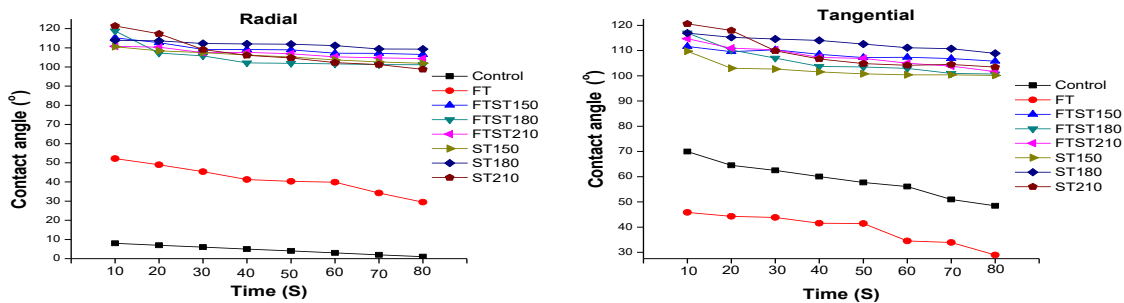 Radial
Contact angle (⁰)
120
110
100
90
80
70
60
50
40
30
20
10
0
10 20 30 40 50 60 70 80
Time (S)
Control
FT
FTST150
FTST180
FTST210
ST150
ST180
ST210
Tangential
Contact angle (⁰)
120
110
100
90
80
70
60
50
40
30
10 20 30 40 50 60 70 80
Time (S)
Control
FT
FTST150
FTST180
FTST210
ST150
ST180
ST210